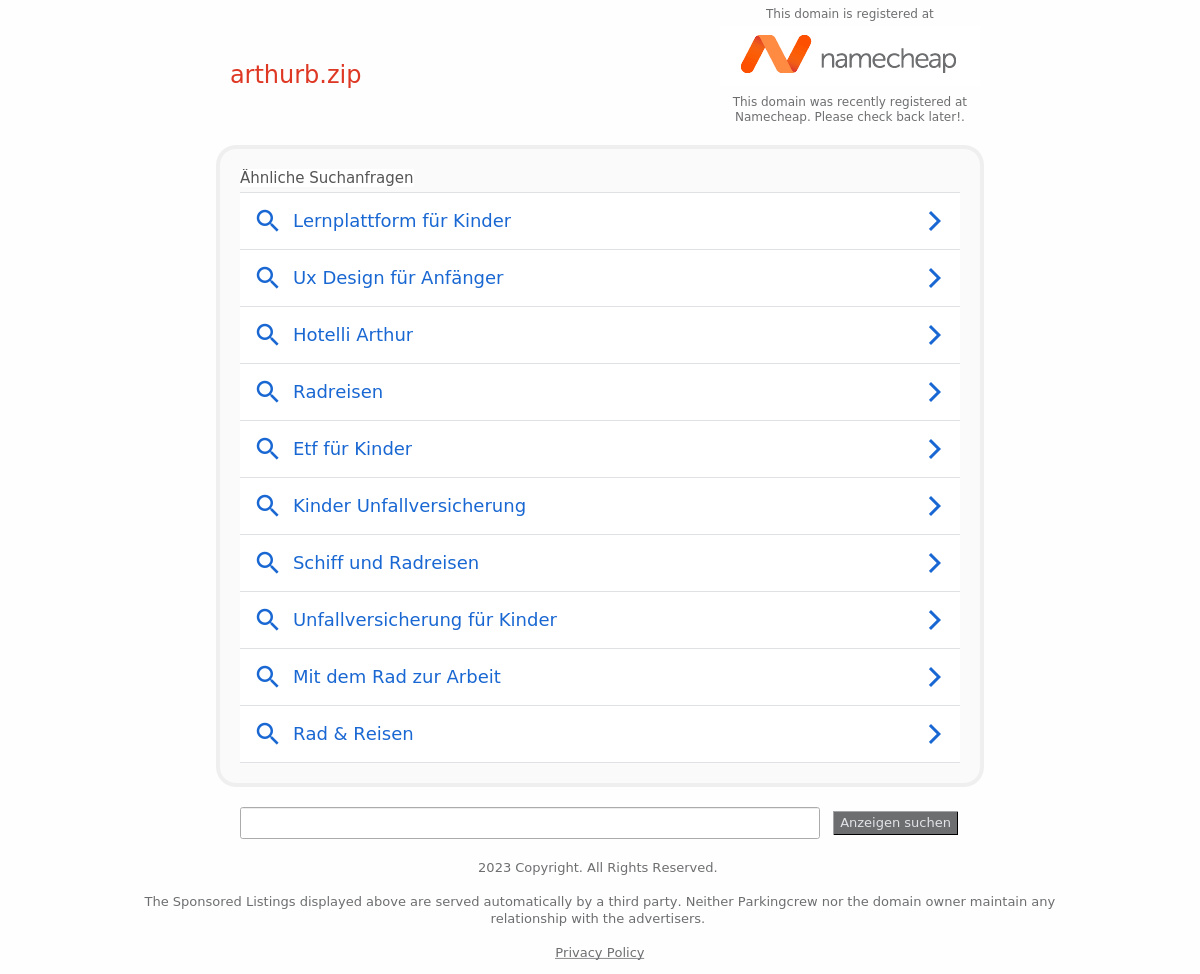 This domain is registered at
namecheap
arthurb.zip
This domain was recently registered at
Namecheap. Please check back later!.
Ähnliche Suchanfragen
Lernplattform für Kinder
Ux Design für Anfänger
Hotelli Arthur
Radreisen
Etf für Kinder
Kinder Unfallversicherung
Schiff und Radreisen
Unfallversicherung für Kinder
Mit dem Rad zur Arbeit
Rad & Reisen
Anzeigen suchen
2023 Copyright. All Rights Reserved.
The Sponsored Listings displayed above are served automatically by a third party. Neither Parkingcrew nor the domain owner maintain any
relationship with the advertisers.
Privacy Policy